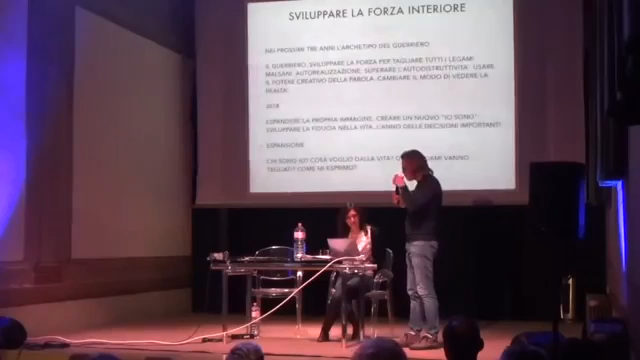 SVILUPPARE LA FORZA INTERIORE
NEI PROSSIMI TRE ANNI L'ARCHETIPO DEL GUERRIERO
IL GUERRIERO: SVILUPPARE LA FORZA PER TAGLIARE TUTTI I LEGAMI
MALSANI. AUTOREALIZZAZIONE: SUPERARE L'AUTODISTRUTTIVITÀ. USARE
IL POTERE CREATIVO DELLA PAROLA. CAMBIARE IL MODO DI VEDERE LA
REALTÀ.
2018
ESPANDERE LA PROPRIA IMMAGINE, CREARE UN NUOVO "IO SONO"
SVILUPPARE LA FIDUCIA NELLA VITA. L'ANNO DELLE DECISIONI IMPORTANTI
ESPANSIONE
CHI SONO IO? COSA VOGLIO DALLA VITA? LEGAMI VANNO
TAGLIATI? COME MI ESPRIMO?